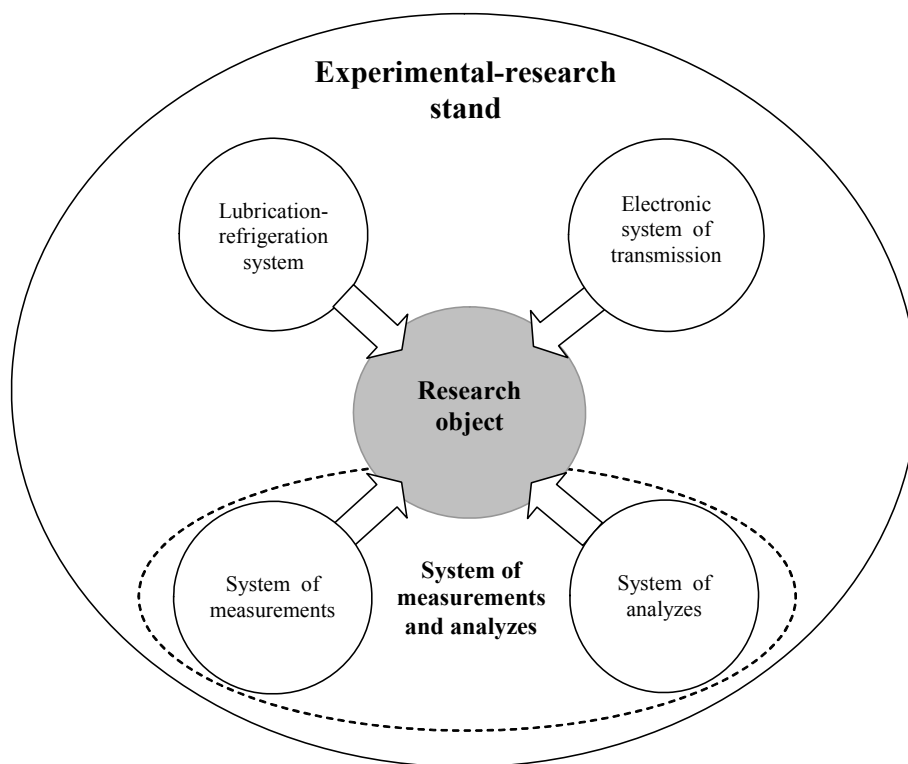 Experimental-research
stand
Lubrication-
refrigeration
system
Electronic
system of
transmission
Research
object
System of
measurements
System of
measurements
and analyzes
System of
analyzes